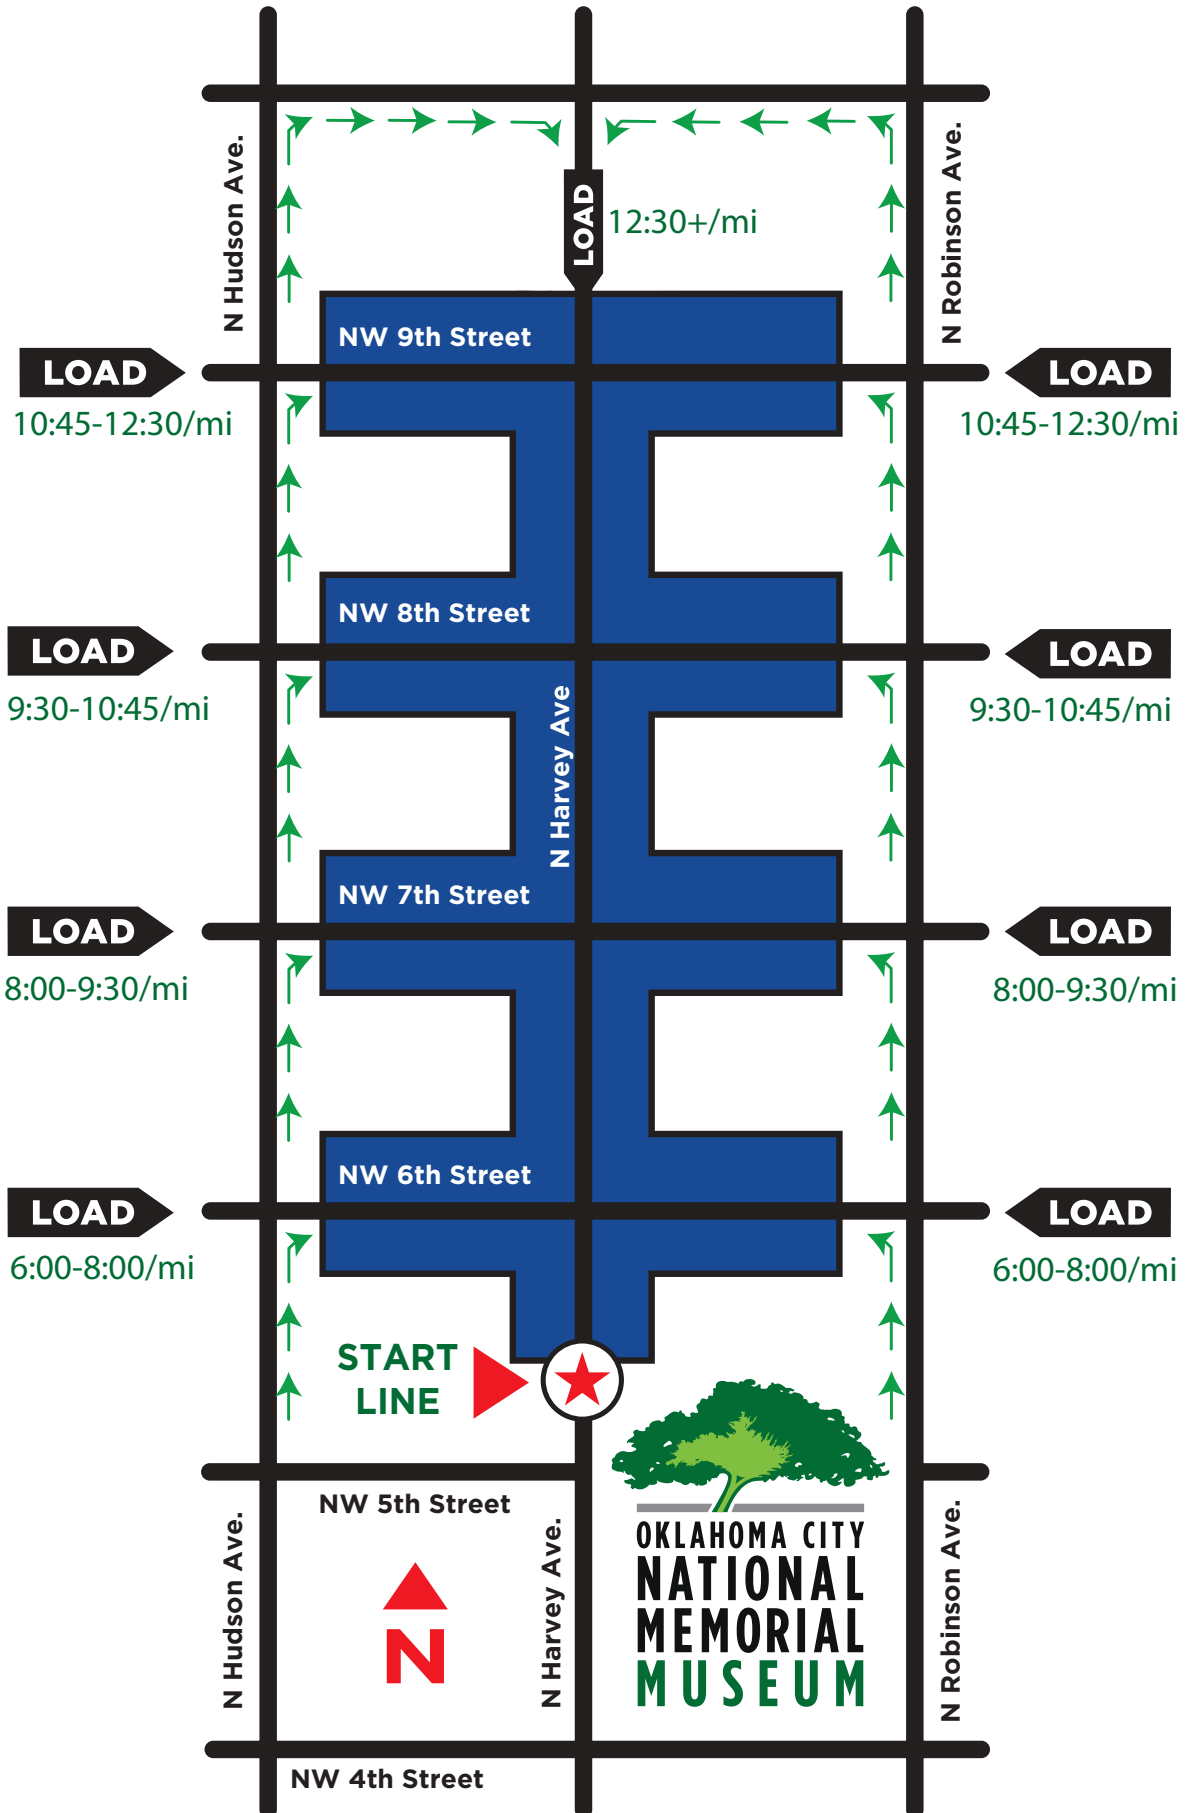 N Hudson Ave.
N Robinson Ave.
LOAD
12:30+/mi
NW 9th Street
LOAD
10:45-12:30/mi
LOAD
10:45-12:30/mi
NW 8th Street
LOAD
9:30-10:45/mi
LOAD
9:30-10:45/mi
N Harvey Ave
NW 7th Street
LOAD
8:00-9:30/mi
LOAD
8:00-9:30/mi
NW 6th Street
LOAD
6:00-8:00/mi
LOAD
6:00-8:00/mi
START
LINE
NW 5th Street
N Hudson Ave.
N
N Harvey Ave.
OKLAHOMA CITY
NATIONAL
MEMORIAL
MUSEUM
N Robinson Ave.
NW 4th Street